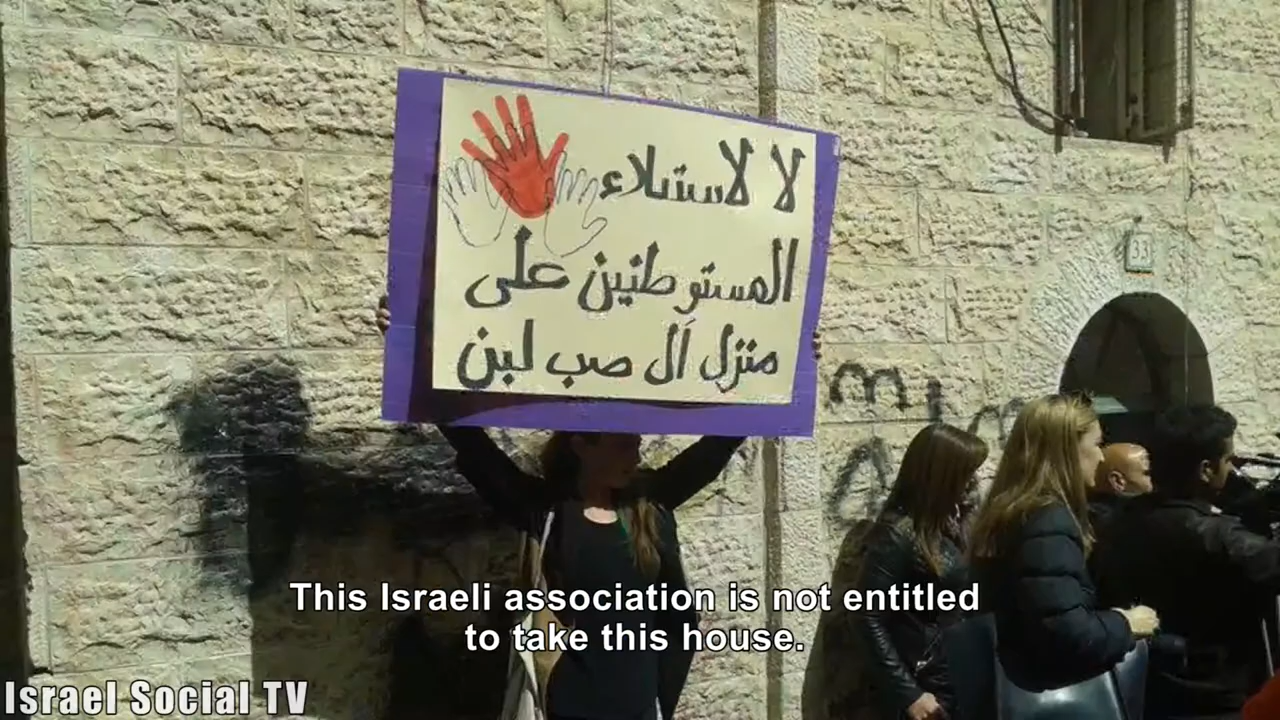 لا لاستيلاء
المستوطنين على
منزل آل صب لبن
33
This Israeli association is not entitled
to take this house.
Israel Social TV